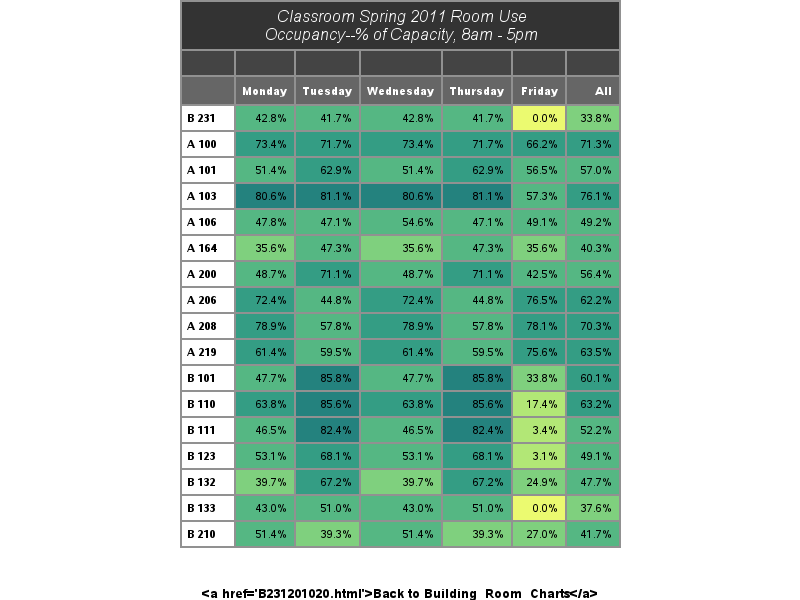 Classroom Spring 2011 Room Use
Occupancy--% of Capacity, 8am - 5pm
Monday Tuesday Wednesday Thursday Friday All
B 231 42.8% 41.7% 42.8% 41.7% 0.0% 33.8%
A 100 73.4% 71.7% 73.4% 71.7% 66.2% 71.3%
A 101 51.4% 62.9% 51.4% 62.9% 56.5% 57.0%
A 103 80.6% 81.1% 80.6% 81.1% 57.3% 76.1%
A 106 47.8% 47.1% 54.6% 47.1% 49.1% 49.2%
A 164 35.6% 47.3% 35.6% 47.3% 35.6% 40.3%
A 200 48.7% 71.1% 48.7% 71.1% 42.5% 56.4%
A 206 72.4% 44.8% 72.4% 44.8% 76.5% 62.2%
A 208 78.9% 57.8% 78.9% 57.8% 78.1% 70.3%
A 219 61.4% 59.5% 61.4% 59.5% 75.6% 63.5%
B 101 47.7% 85.8% 47.7% 85.8% 33.8% 60.1%
B 110 63.8% 85.6% 63.8% 85.6% 17.4% 63.2%
B 111 46.5% 82.4% 46.5% 82.4% 3.4% 52.2%
B 123 53.1% 68.1% 53.1% 68.1% 3.1% 49.1%
B 132 39.7% 67.2% 39.7% 67.2% 24.9% 47.7%
B 133 43.0% 51.0% 43.0% 51.0% 0.0% 37.6%
B 210 51.4% 39.3% 51.4% 39.3% 27.0% 41.7%
<a href='B231201020.html'>Back to Building_Room_Charts</a>